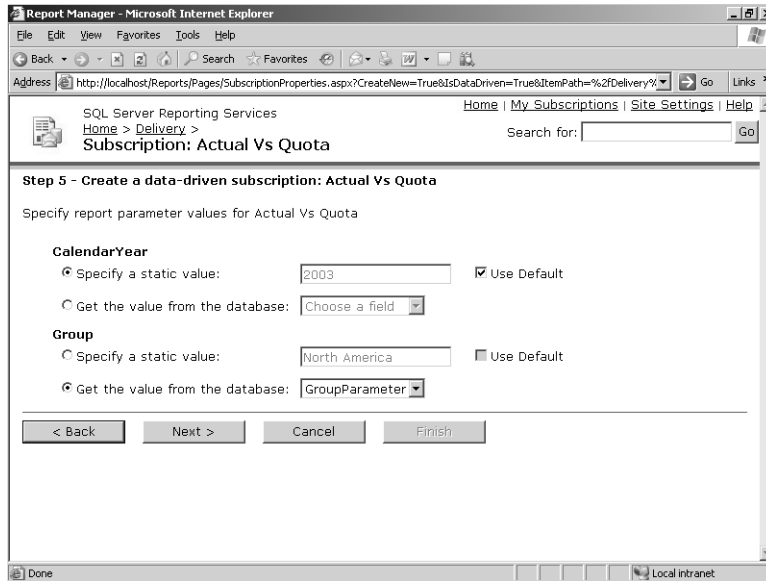 Report Manager - Microsoft Internet Explorer
File Edit View Favorites Tools Help
Back Search Favorites
Address http://localhost/Reports/Pages/SubscriptionProperties.aspx?CreateNew=True&IsDataDriven=True&ItemPath=%2fDelivery% Go Links
Home | My Subscriptions | Site Settings | Help
SQL Server Reporting Services
Home > Delivery >
Search for: Go
Subscription: Actual Vs Quota
Step 5 - Create a data-driven subscription: Actual Vs Quota
Specify report parameter values for Actual Vs Quota
CalendarYear
Specify a static value: 2003 Use Default
Get the value from the database: Choose a field
Group
Specify a static value: North America Use Default
Get the value from the database: GroupParameter
< Back Next > Cancel Finish
Done Local intranet